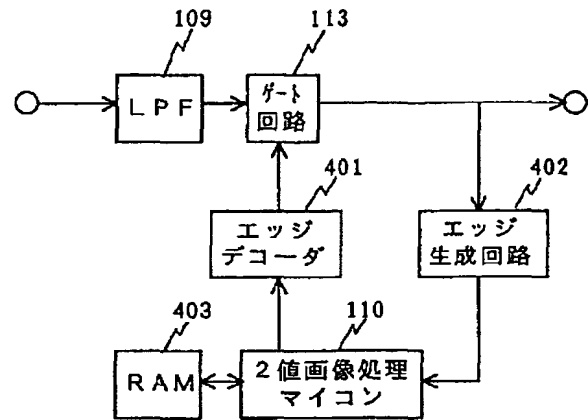 109
113
LPF
ゲート
回路
401
402
エッジ
デコーダ
エッジ
生成回路
403
110
RAM
2値画像処理
マイコン